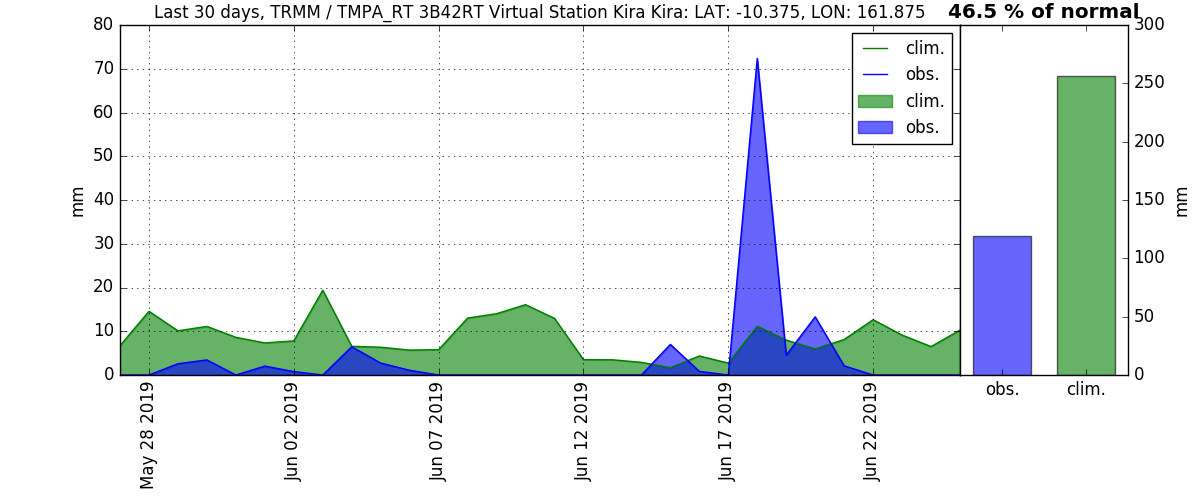 Last 30 days, TRMM / TMPA_RT 3B42RT Virtual Station Kira Kira: LAT: -10.375, LON: 161.875
46.5 % of normal
80
70
60
50
40
30
20
10
0
mm
clim.
obs.
clim.
obs.
May 28 2019
Jun 02 2019
Jun 07 2019
Jun 12 2019
Jun 17 2019
Jun 22 2019
300
250
200
150
100
50
0
mm
obs.
clim.